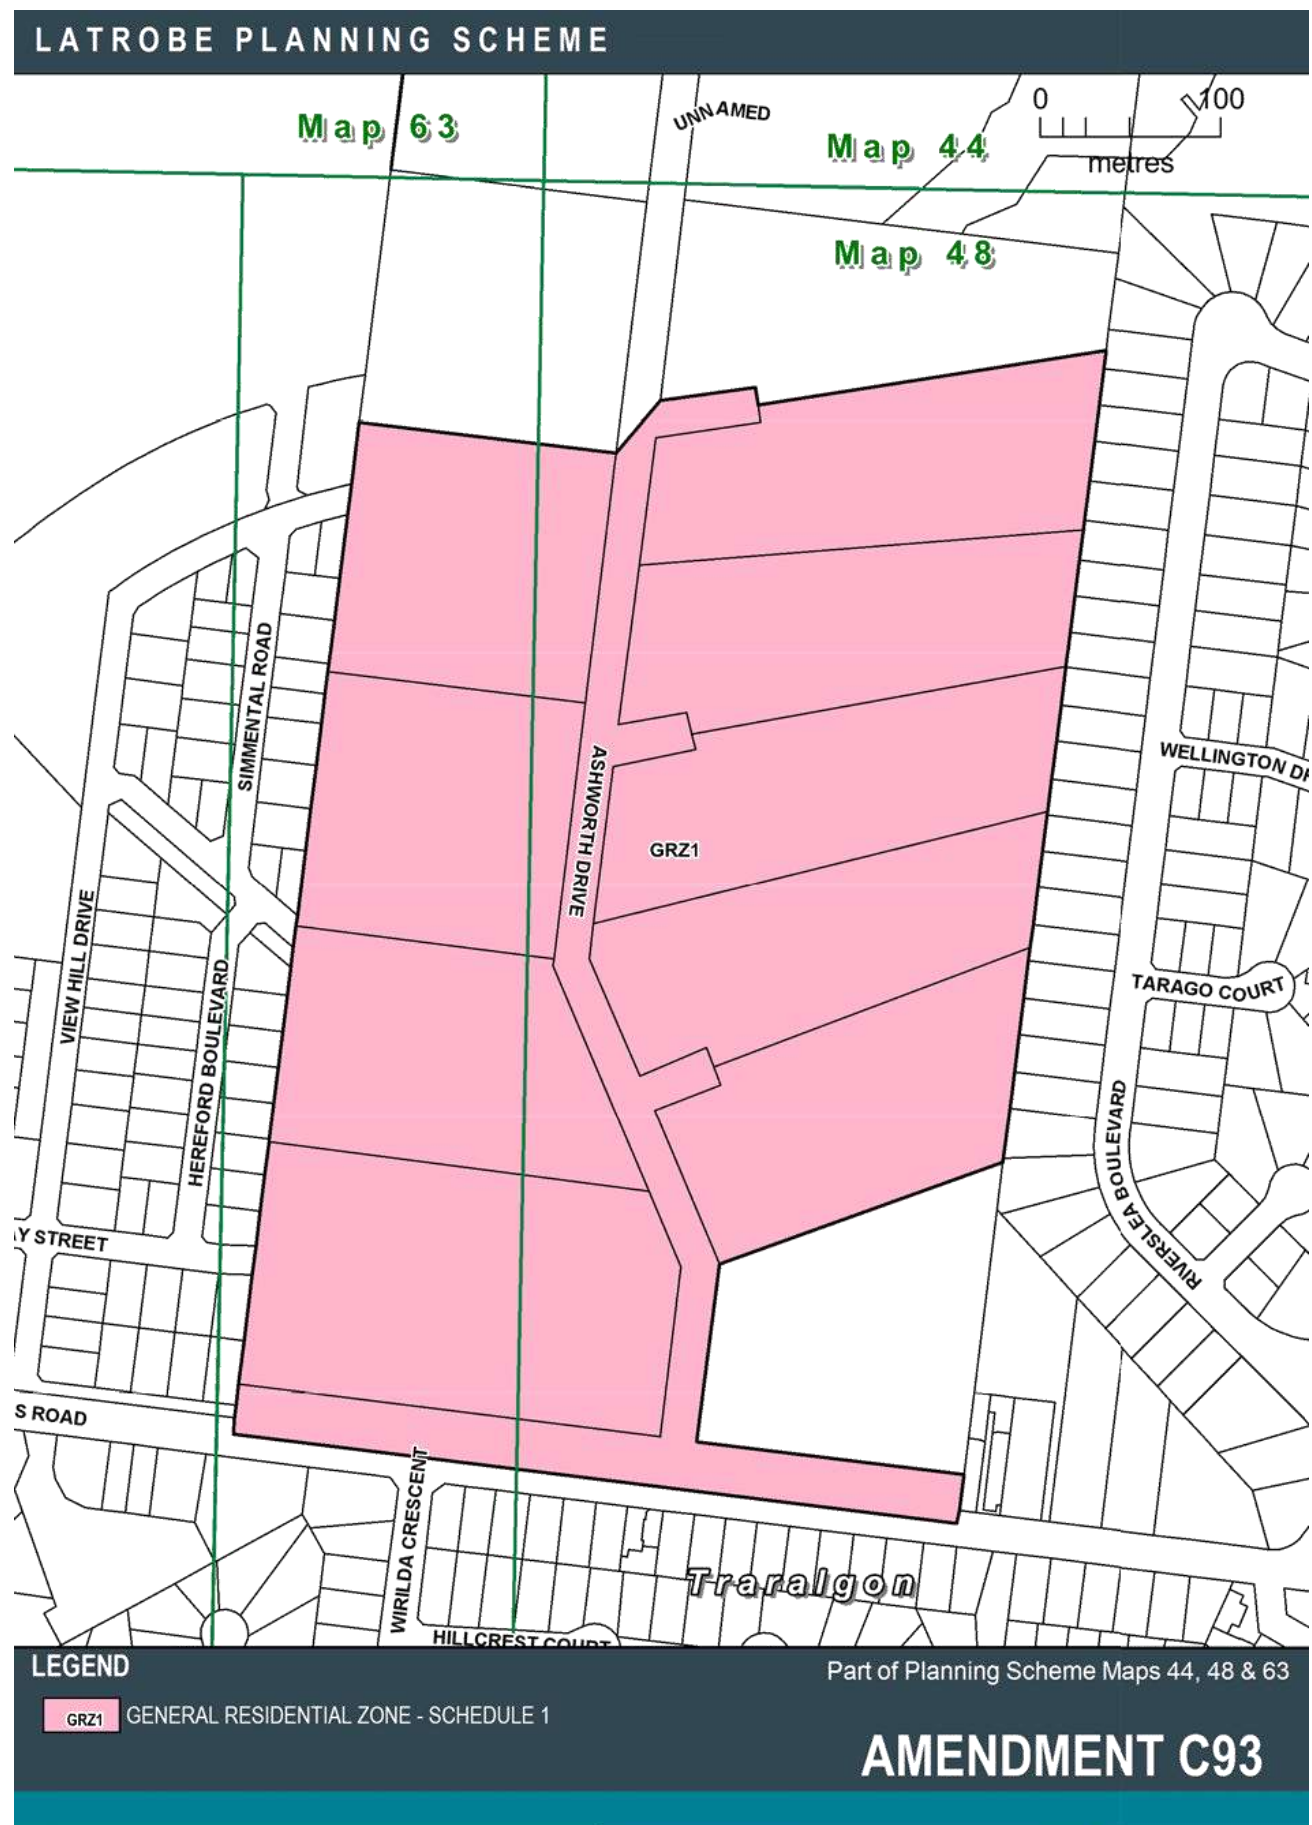 LATROBE PLANNING SCHEME
Map 63
UNNAMED
Map 44
0 100
metres
Map 48
SIMMENTAL ROAD
ASHWORTH DRIVE
WELLINGTON DR
GRZ1
VIEW HILL DRIVE
HEREFORD BOULEVARD
TARAGO COURT
RIVERSLEA BOULEVARD
AY STREET
S ROAD
WIRILDA CRESCENT
Traralgon
HILLCREST COURT
LEGEND
Part of Planning Scheme Maps 44, 48 & 63
GRZ1 GENERAL RESIDENTIAL ZONE - SCHEDULE 1
AMENDMENT C93